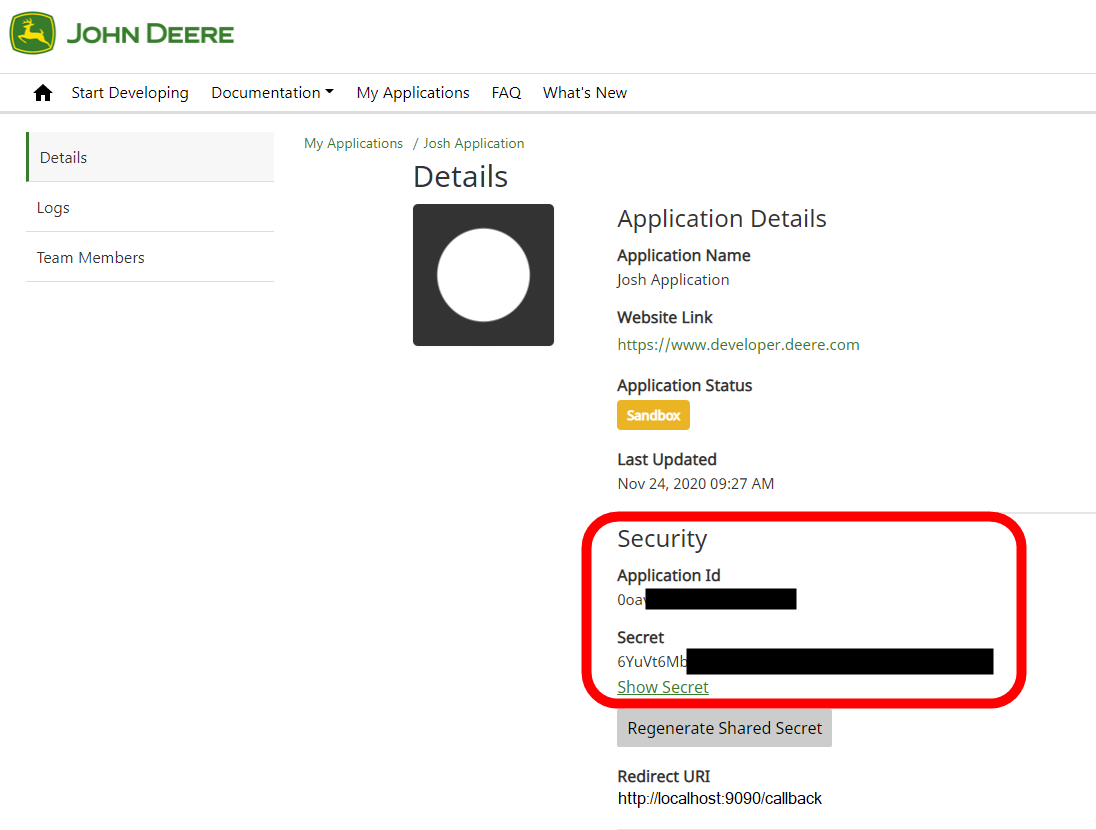 JOHN DEERE
Start Developing Documentation My Applications FAQ What's New
Details
Logs
Team Members
My Applications / Josh Application
Details
Application Details
Application Name
Josh Application
Website Link
https://www.developer.deere.com
Application Status
Sandbox
Last Updated
Nov 24, 2020 09:27 AM
Security
Application Id
0oa
Secret
6YuVt6Mb
Show Secret
Regenerate Shared Secret
Redirect URI
http://localhost:9090/callback